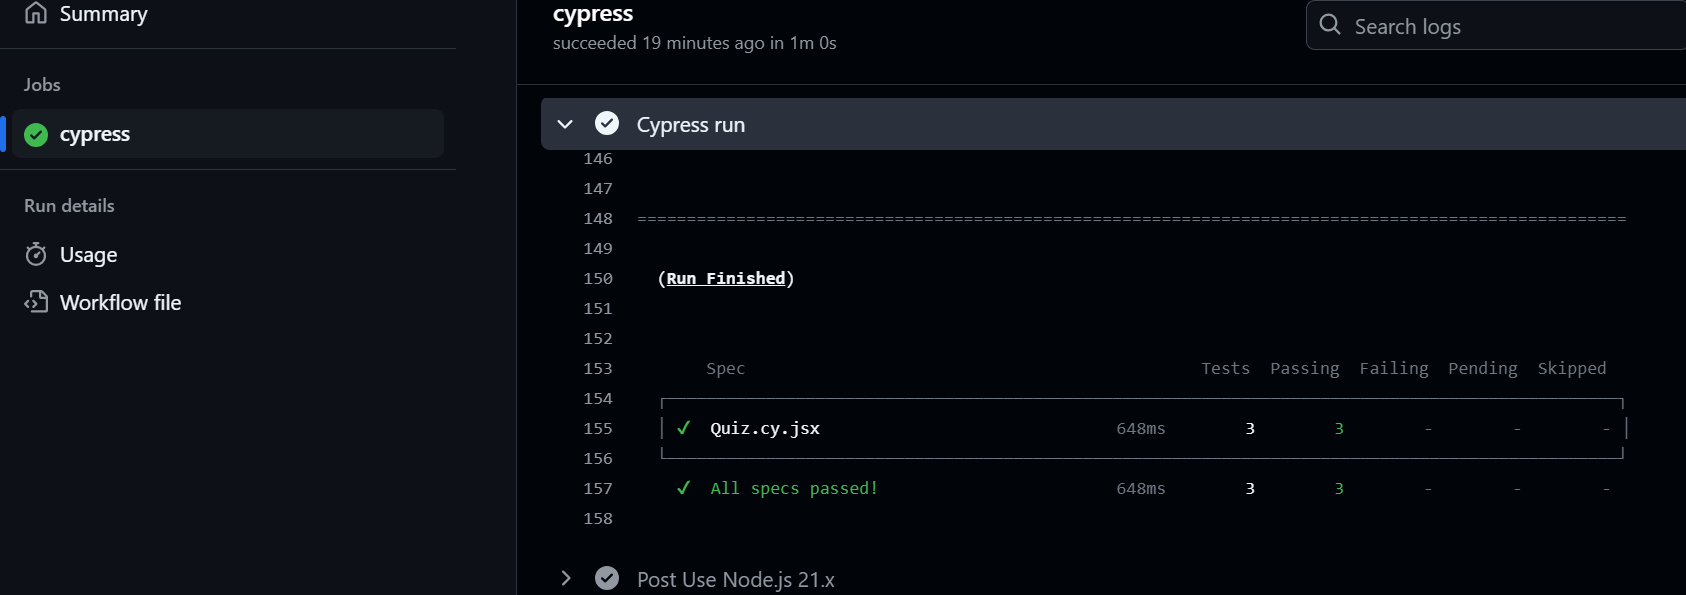 Summary
Jobs
cypress
Run details
Usage
Workflow file
cypress
succeeded 19 minutes ago in 1m 0s
Search logs
Cypress run
146
147
148 ====================================================================================================
149
150 (Run Finished)
151
152
153 Spec Tests Passing Failing Pending Skipped
154
155 ✓ Quiz.cy.jsx 648ms 3 3 - - -
156
157 ✓ All specs passed! 648ms 3 3 - - -
158
Post Use Node.js 21.x